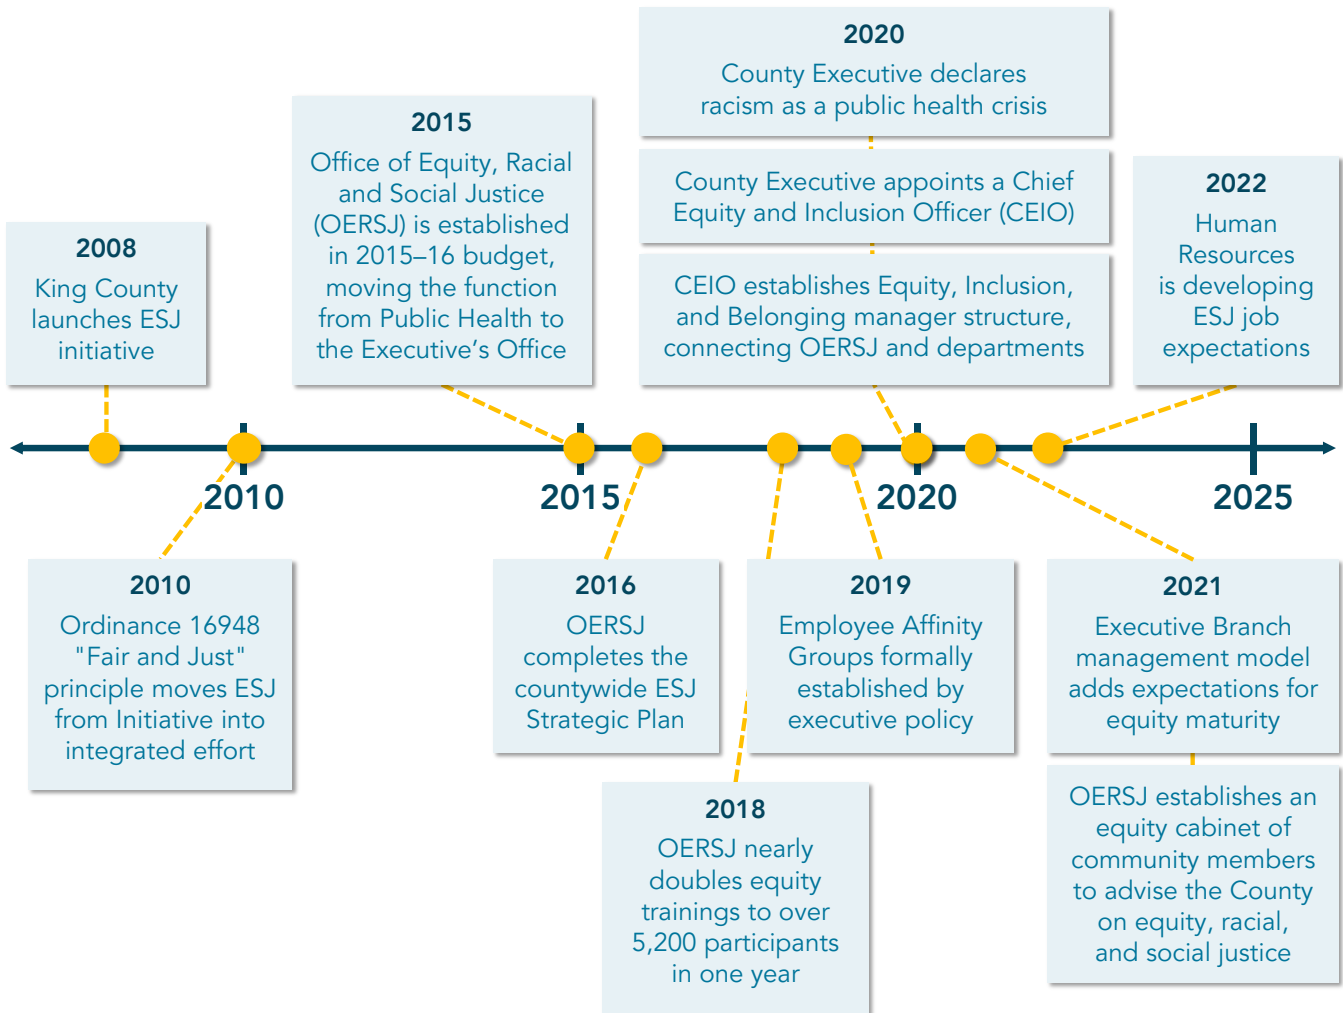 2008
King County
launches ESJ
initiative
2015
Office of Equity, Racial
and Social Justice
(OERSJ) is established
in 2015–16 budget,
moving the function
from Public Health to
the Executive's Office
2020
County Executive declares
racism as a public health crisis
County Executive appoints a Chief
Equity and Inclusion Officer (CEIO)
CEIO establishes Equity, Inclusion,
and Belonging manager structure,
connecting OERSJ and departments
2022
Human
Resources
is developing
ESJ job
expectations
2010
2015
2020
2025
2010
Ordinance 16948
"Fair and Just"
principle moves ESJ
from Initiative into
integrated effort
2016
OERSJ
completes the
countywide ESJ
Strategic Plan
2018
OERSJ nearly
doubles equity
trainings to over
5,200 participants
in one year
2019
Employee Affinity
Groups formally
established by
executive policy
2021
Executive Branch
management model
adds expectations for
equity maturity
OERSJ establishes an
equity cabinet of
community members
to advise the County
on equity, racial,
and social justice